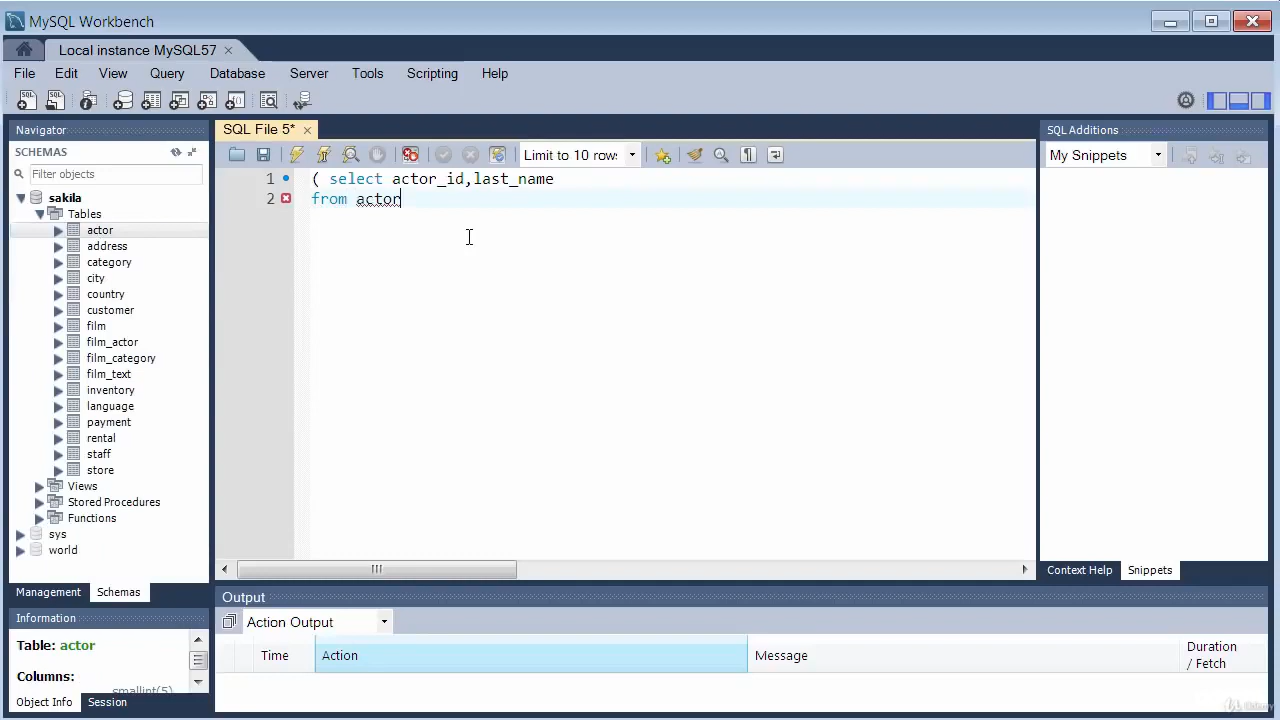 MySQL Workbench
Local instance MySQL57 ×
File Edit View Query Database Server Tools Scripting Help
Navigator
SCHEMAS
Filter objects
sakila
Tables
actor
address
category
city
country
customer
film
film_actor
film_category
film_text
inventory
language
payment
rental
staff
store
Views
Stored Procedures
Functions
sys
world
Management Schemas
Information
Table: actor
Columns:
smallint(5)
Object Info Session
SQL File 5* ×
Limit to 10 rows
1 ( select actor_id,last_name
2 from actor
SQL Additions
My Snippets
Context Help Snippets
Output
Action Output
Time Action Message Duration
/ Fetch